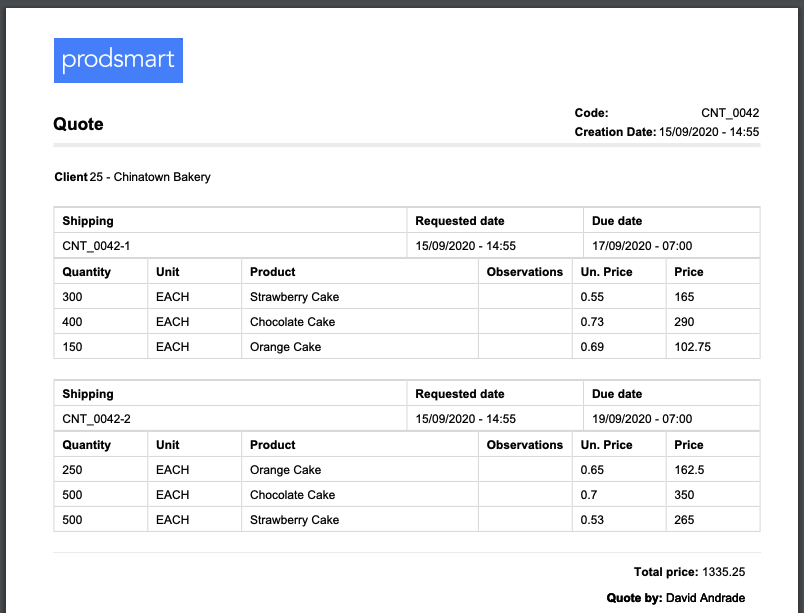 prodsmart
Quote
Code: CNT_0042
Creation Date: 15/09/2020 - 14:55
Client 25 - Chinatown Bakery
Shipping Requested date Due date
CNT_0042-1 15/09/2020 - 14:55 17/09/2020 - 07:00
Quantity Unit Product Observations Un. Price Price
300 EACH Strawberry Cake 0.55 165
400 EACH Chocolate Cake 0.73 290
150 EACH Orange Cake 0.69 102.75
Shipping Requested date Due date
CNT_0042-2 15/09/2020 - 14:55 19/09/2020 - 07:00
Quantity Unit Product Observations Un. Price Price
250 EACH Orange Cake 0.65 162.5
500 EACH Chocolate Cake 0.7 350
500 EACH Strawberry Cake 0.53 265
Total price: 1335.25
Quote by: David Andrade